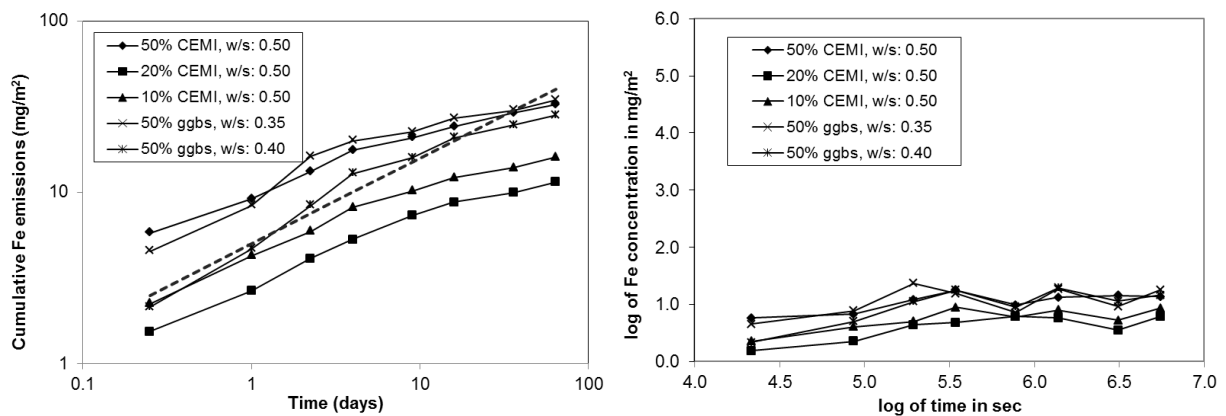 100
10
1
0.1
1
10
100
Cumulative Fe emissions (mg/m²)
Time (days)
50% CEMI, w/s: 0.50
20% CEMI, w/s: 0.50
10% CEMI, w/s: 0.50
50% ggbs, w/s: 0.35
50% ggbs, w/s: 0.40
6.0
5.0
4.0
3.0
2.0
1.0
0.0
4.0
4.5
5.0
5.5
6.0
6.5
7.0
log of Fe concentration in mg/m²
log of time in sec
50% CEMI, w/s: 0.50
20% CEMI, w/s: 0.50
10% CEMI, w/s: 0.50
50% ggbs, w/s: 0.35
50% ggbs, w/s: 0.40